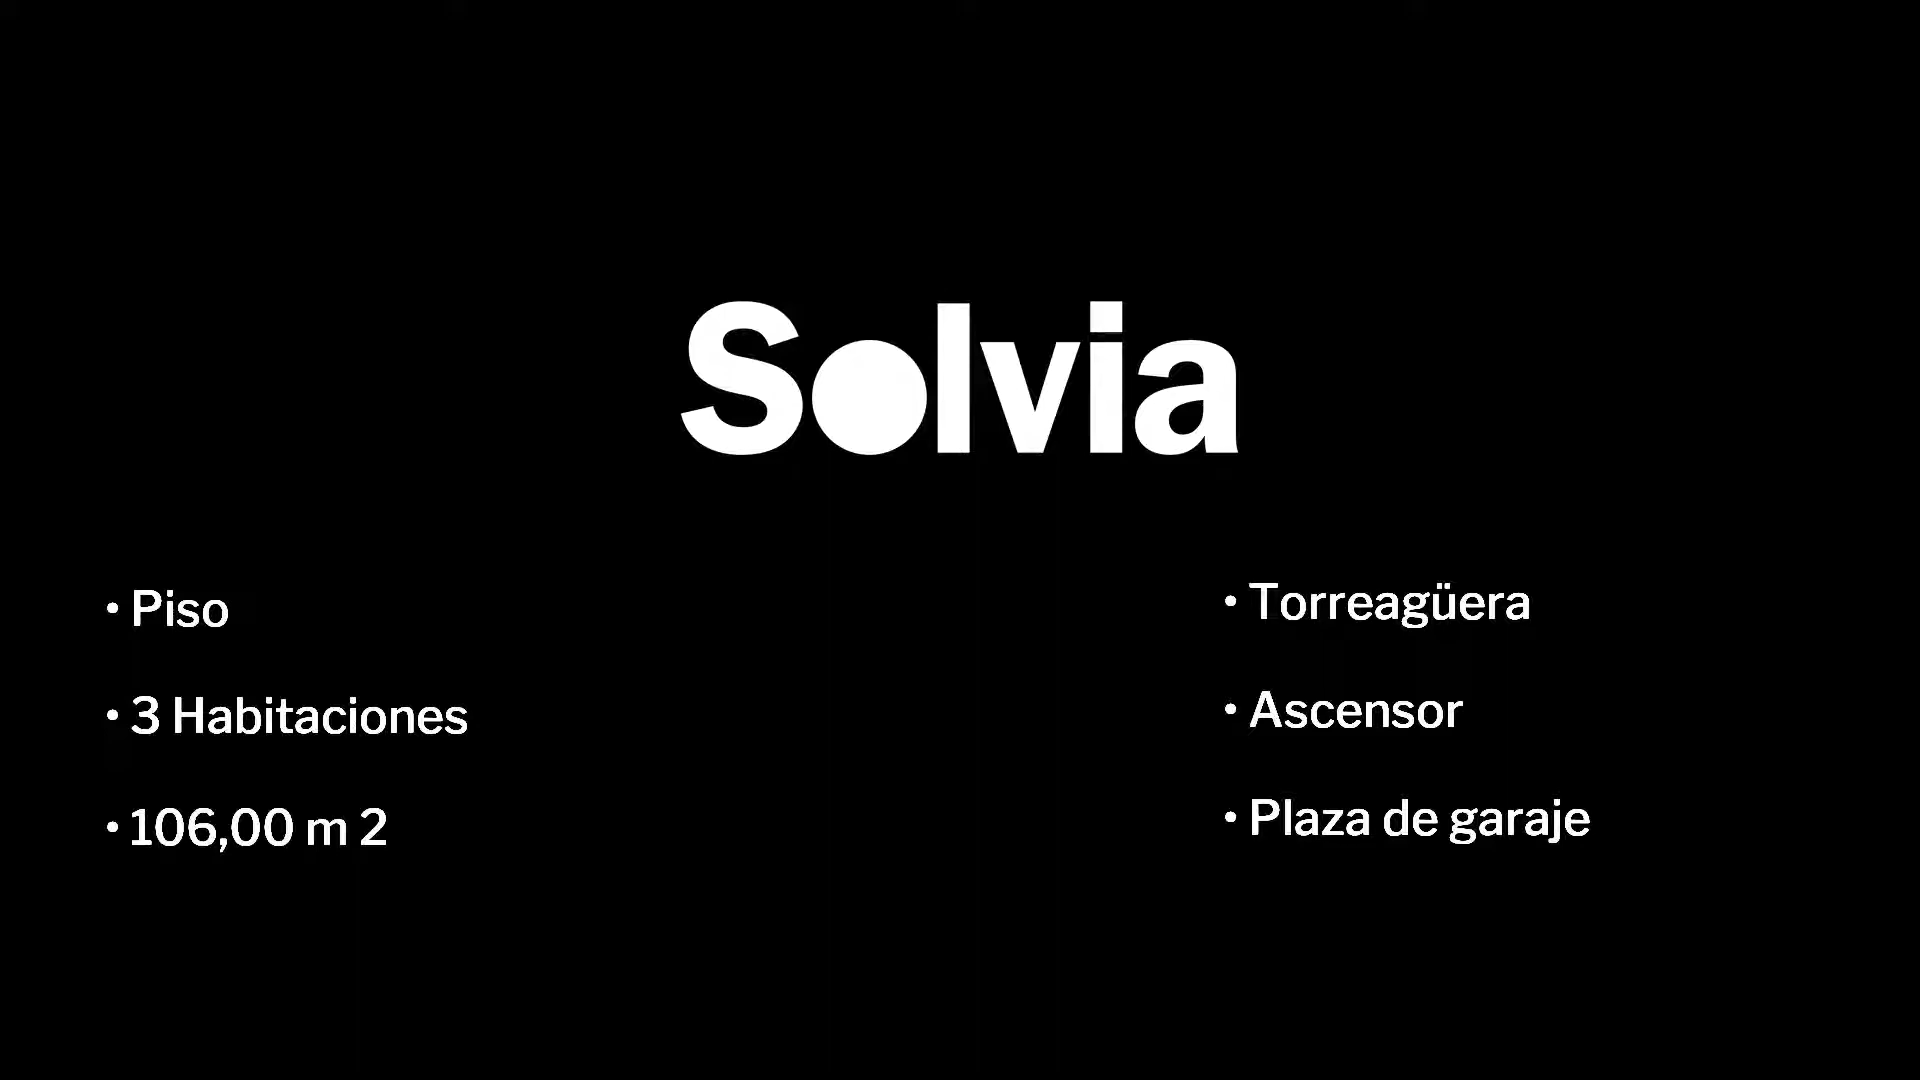 Solvia
• Piso
• 3 Habitaciones
• 106,00 m 2
• Torreagüera
• Ascensor
• Plaza de garaje